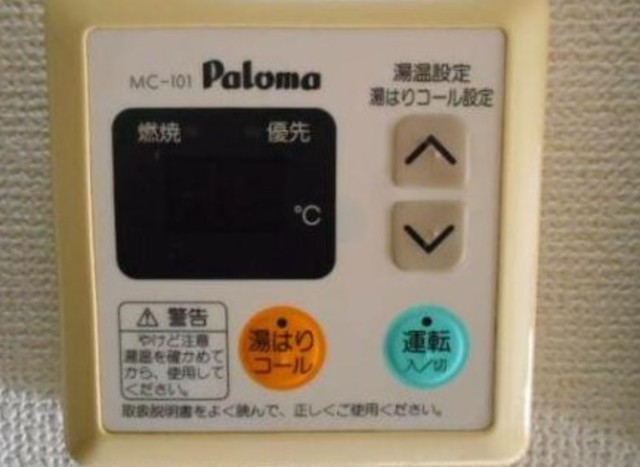 MC-101 Paloma
湯温設定
湯はりコール設定
燃焼 優先
℃
警告
やけど注意
湯温を確かめて
から、使用して
ください。
湯はり
コール
運転
入/切
取扱説明書をよく読んで、正しくご使用ください。